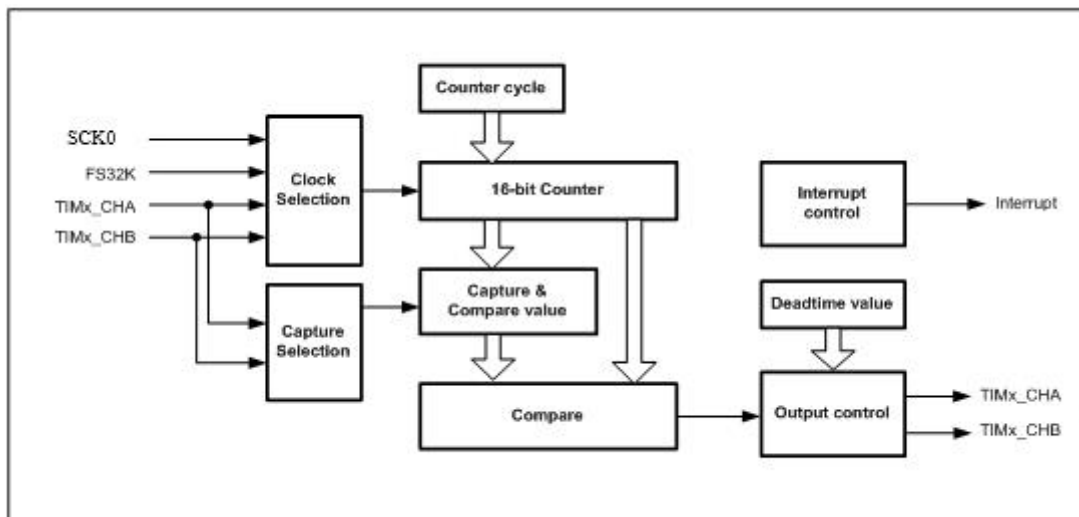 Counter cycle
SCK0
FS32K
TIMx_CHA
TIMx_CHB
Clock
Selection
16-bit Counter
Interrupt
control
Interrupt
Capture &
Compare value
Capture
Selection
Deadtime value
Compare
Output control
TIMx_CHA
TIMx_CHB